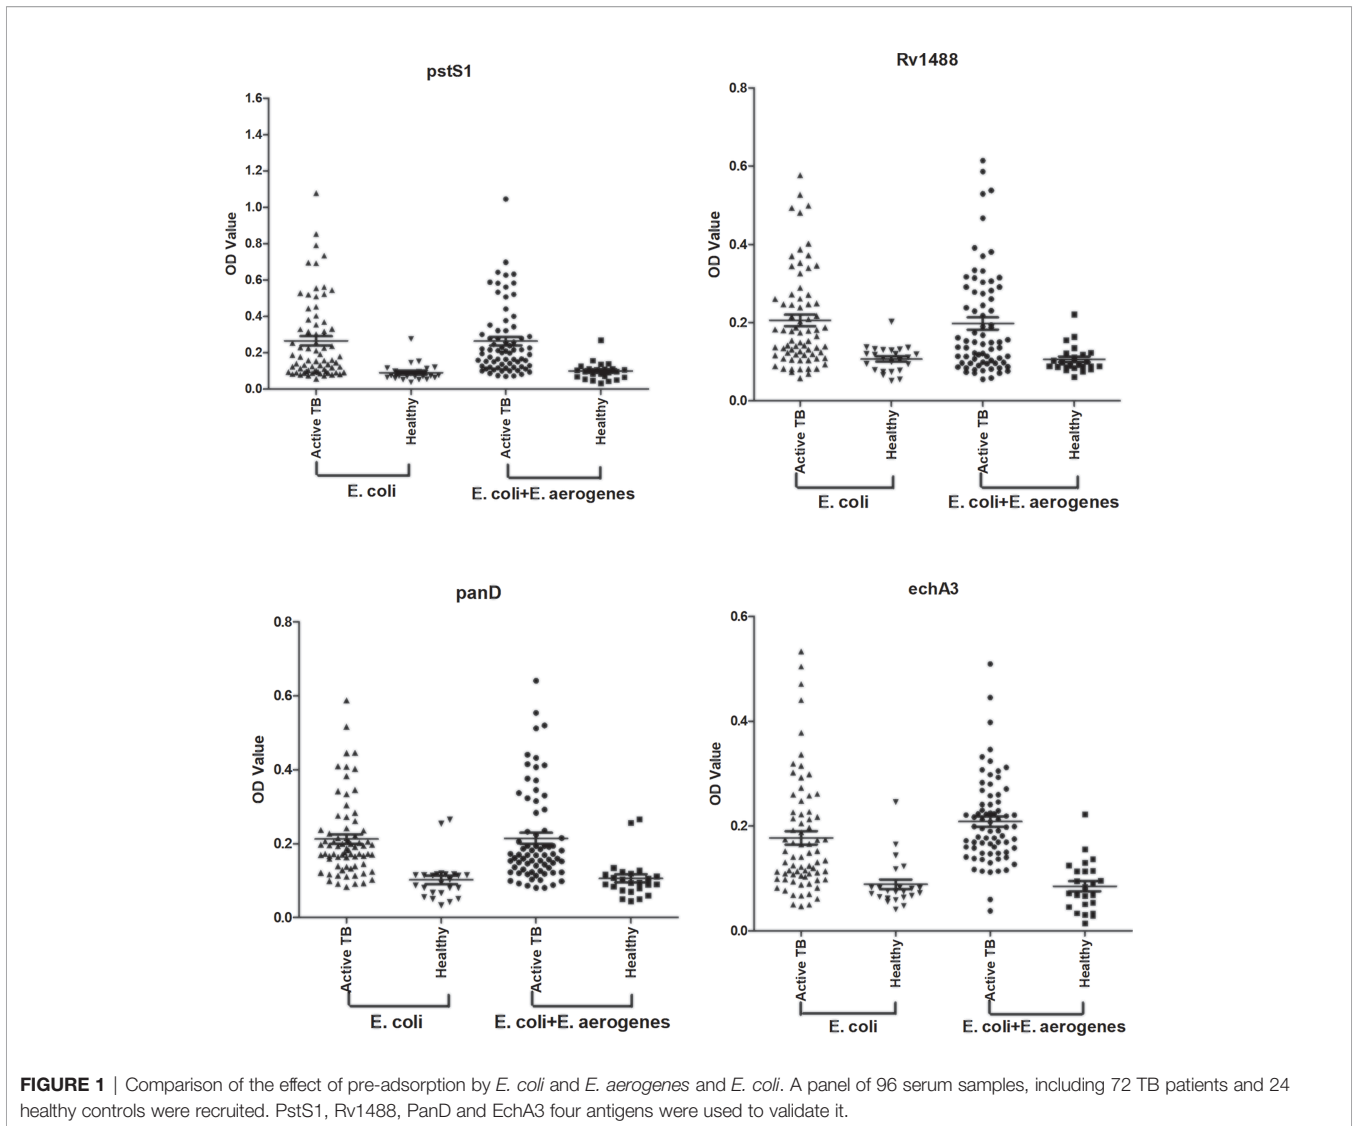 pstS1
1.6
1.4
1.2
1.0
0.8
0.6
0.4
0.2
0.0
OD Value
Active TB
Healthy
Active TB
Healthy
E. coli
E. coli+E. aerogenes
Rv1488
0.8
0.6
0.4
0.2
0.0
OD Value
Active TB
Healthy
Active TB
Healthy
E. coli
E. coli+E. aerogenes
panD
0.8
0.6
0.4
0.2
0.0
OD Value
Active TB
Healthy
Active TB
Healthy
E. coli
E. coli+E. aerogenes
echA3
0.6
0.4
0.2
0.0
OD Value
Active TB
Healthy
Active TB
Healthy
E. coli
E. coli+E. aerogenes
FIGURE 1 | Comparison of the effect of pre-adsorption by E. coli and E. aerogenes and E. coli. A panel of 96 serum samples, including 72 TB patients and 24
healthy controls were recruited. PstS1, Rv1488, PanD and EchA3 four antigens were used to validate it.